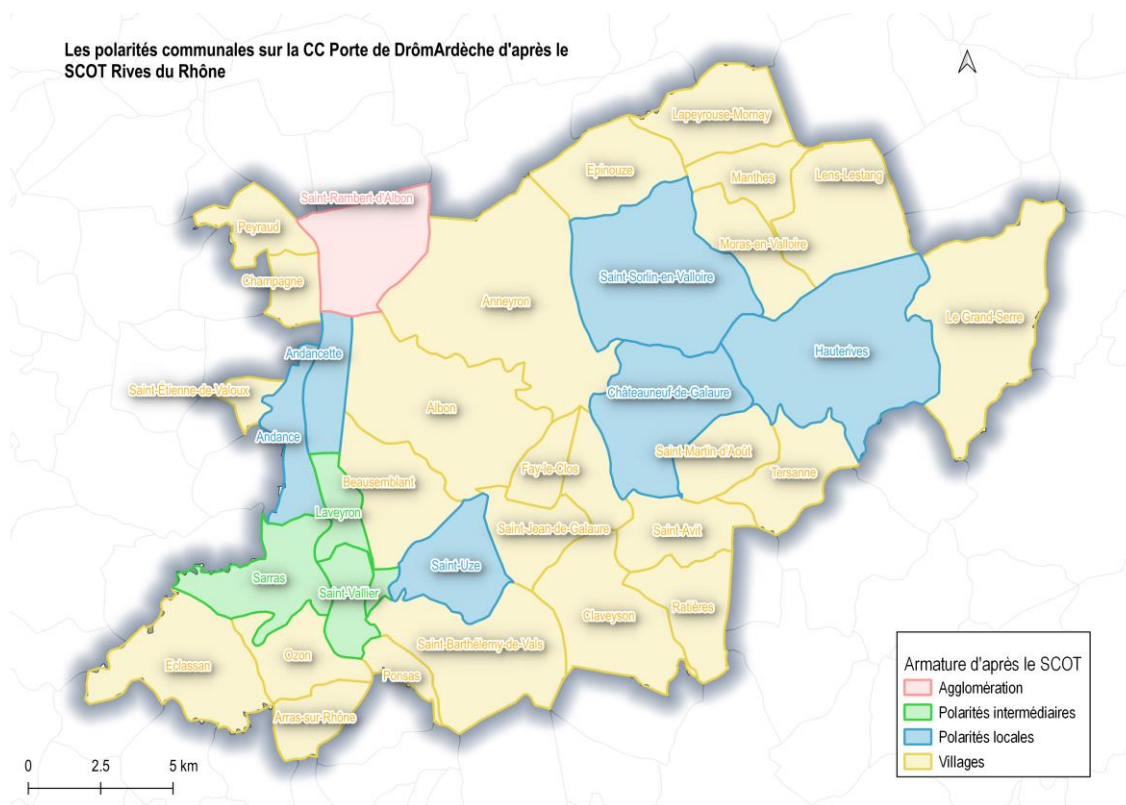 Les polarités communales sur la CC Porte de DrômArdèche d'après le
SCOT Rives du Rhône
Lapeyrouse-Mornay
Epinouze
Manthes
Lens-Lestang
Saint-Rambert-d'Albon
Peyraud
Moras-en-Valloire
Champagne
Saint-Sorlin-en-Valloire
Anneyron
Le Grand-Serre
Hauterives
Andancette
Saint-Étienne-de-Valoux
Châteauneuf-de-Galaure
Albon
Andance
Saint-Martin-d'Août
Fay-le-Clos
Tersanne
Beausemblant
Laveyron
Saint-Jean-de-Galaure
Saint-Avit
Saint-Uze
Sarras
Saint-Vallier
Ratières
Claveyson
Saint-Barthélemy-de-Vals
Ozon
Eclassan
Ponsas
Arras-sur-Rhône
Armature d'après le SCOT
Agglomération
Polarités intermédiaires
Polarités locales
Villages
0 2.5 5 km